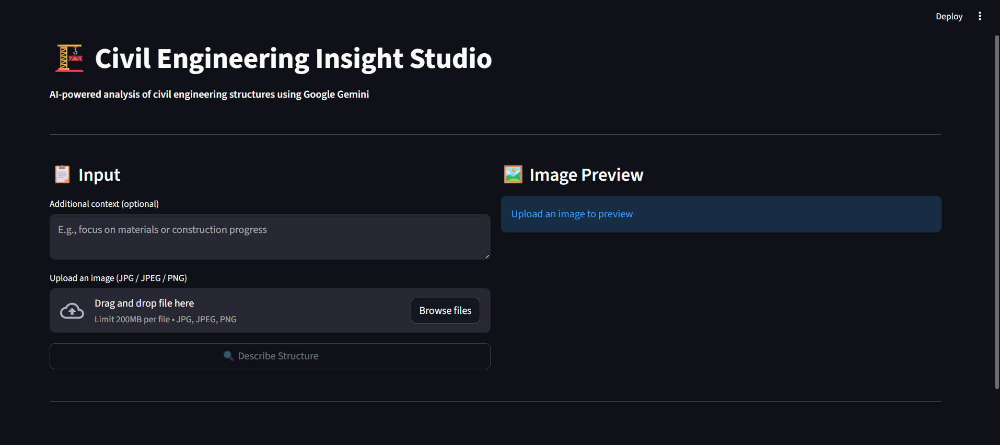 Deploy
Civil Engineering Insight Studio
AI-powered analysis of civil engineering structures using Google Gemini
Input
Additional context (optional)
E.g., focus on materials or construction progress
Upload an image (JPG / JPEG / PNG)
Drag and drop file here
Limit 200MB per file • JPG, JPEG, PNG
Browse files
Describe Structure
Image Preview
Upload an image to preview